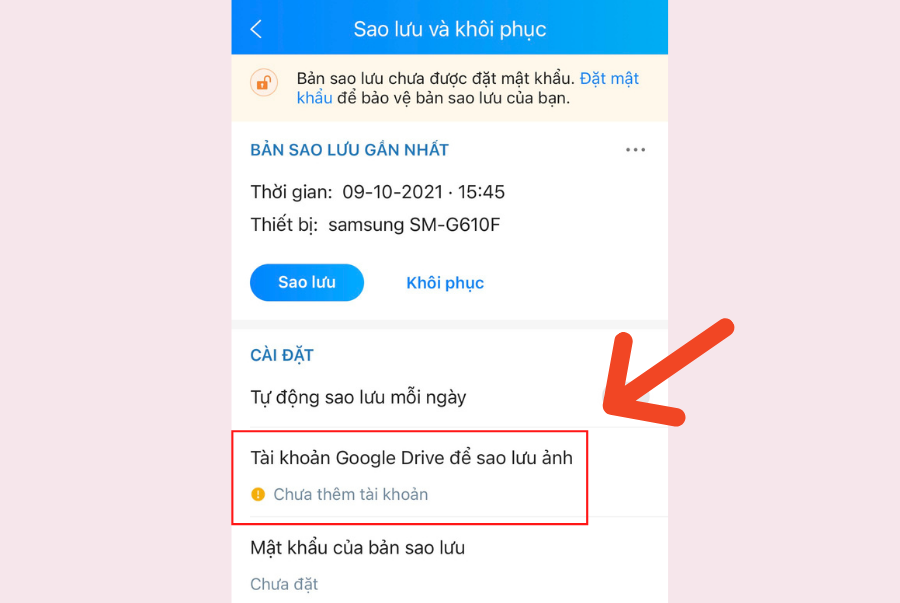 Sao lưu và khôi phục
Bản sao lưu chưa được đặt mật khẩu. Đặt mật
khẩu để bảo vệ bản sao lưu của bạn.
BẢN SAO LƯU GẦN NHẤT
Thời gian: 09-10-2021 · 15:45
Thiết bị: samsung SM-G610F
Sao lưu
Khôi phục
CÀI ĐẶT
Tự động sao lưu mỗi ngày
Tài khoản Google Drive để sao lưu ảnh
Chưa thêm tài khoản
Mật khẩu của bản sao lưu
Chưa đặt